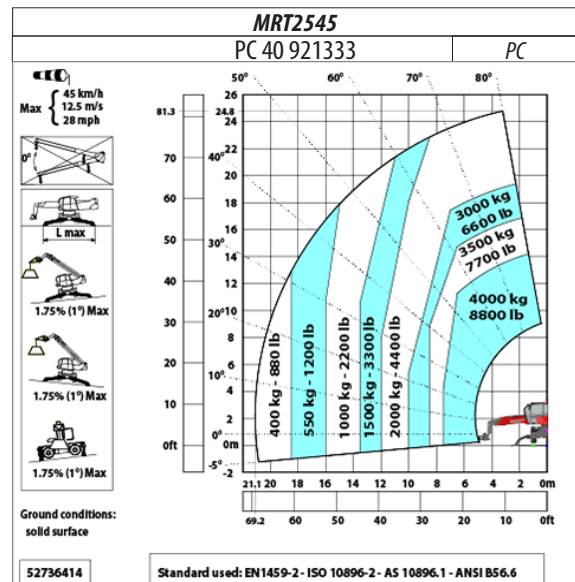 MRT2545
PC 40 921333
PC
Max
45 km/h
12.5 m/s
28 mph
0°
L max
1.75% (1°) Max
1.75% (1°) Max
1.75% (1°) Max
Ground conditions:
solid surface
52736414
50°
60°
70°
80°
81.3
24.8
26
24
22
20
18
16
14
12
10
8
6
4
2
0m
-2
70
60
50
40
30
20
10
0ft
40°
30°
20°
10°
0°
-5°
400 kg - 880 lb
550 kg - 1200 lb
1000 kg - 2200 lb
1500 kg - 3300 lb
2000 kg - 4400 lb
3000 kg
6600 lb
3500 kg
7700 lb
4000 kg
8800 lb
21.1 20 18 16 14 12 10 8 6 4 2 0m
69.2 60 50 40 30 20 10 0ft
Standard used: EN1459-2 - ISO 10896-2 - AS 10896.1 - ANSI B56.6